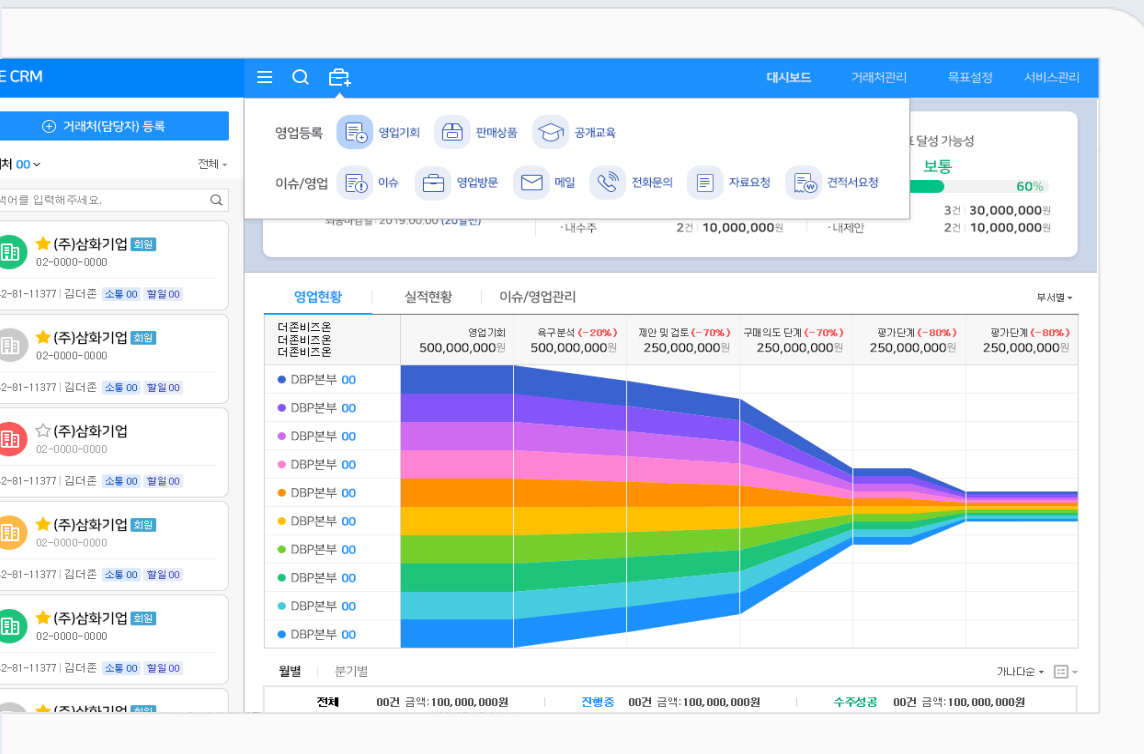 E CRM
대시보드 거래처관리 목표설정 서비스관리
거래처(담당자) 등록
영업등록 영업기회 판매상품 공개교육
이슈/영업 이슈 영업방문 메일 전화문의 자료요청 견적서요청
달성 가능성
보통
60%
3건 30,000,000원
2019.00.00 (20일전) ·내수주 2건 10,000,000원 ·내제안 2건 10,000,000원
처 00 전체
어를 입력해주세요.
(주)삼화기업 회원
02-0000-0000
2-81-11377 김더존 소통 00 할일 00
(주)삼화기업 회원
02-0000-0000
2-81-11377 김더존 소통 00 할일 00
(주)삼화기업
02-0000-0000
2-81-11377 김더존 소통 00 할일 00
(주)삼화기업 회원
02-0000-0000
2-81-11377 김더존 소통 00 할일 00
(주)삼화기업 회원
02-0000-0000
2-81-11377 김더존 소통 00 할일 00
(주)삼화기업 회원
영업현황 실적현황 이슈/영업관리 부서별
더존비즈온
더존비즈온
더존비즈온
영업기회 욕구분석 (-20%) 제안 및 검토 (-70%) 구매의도 단계 (-70%) 평가단계 (-80%) 평가단계 (-80%)
500,000,000원 500,000,000원 250,000,000원 250,000,000원 250,000,000원 250,000,000원
DBP본부 00
DBP본부 00
DBP본부 00
DBP본부 00
DBP본부 00
DBP본부 00
DBP본부 00
DBP본부 00
DBP본부 00
DBP본부 00
월별 분기별 가나다순
전체 00건 금액:100,000,000원 진행중 00건 금액:100,000,000원 수주성공 00건 금액:100,000,000원